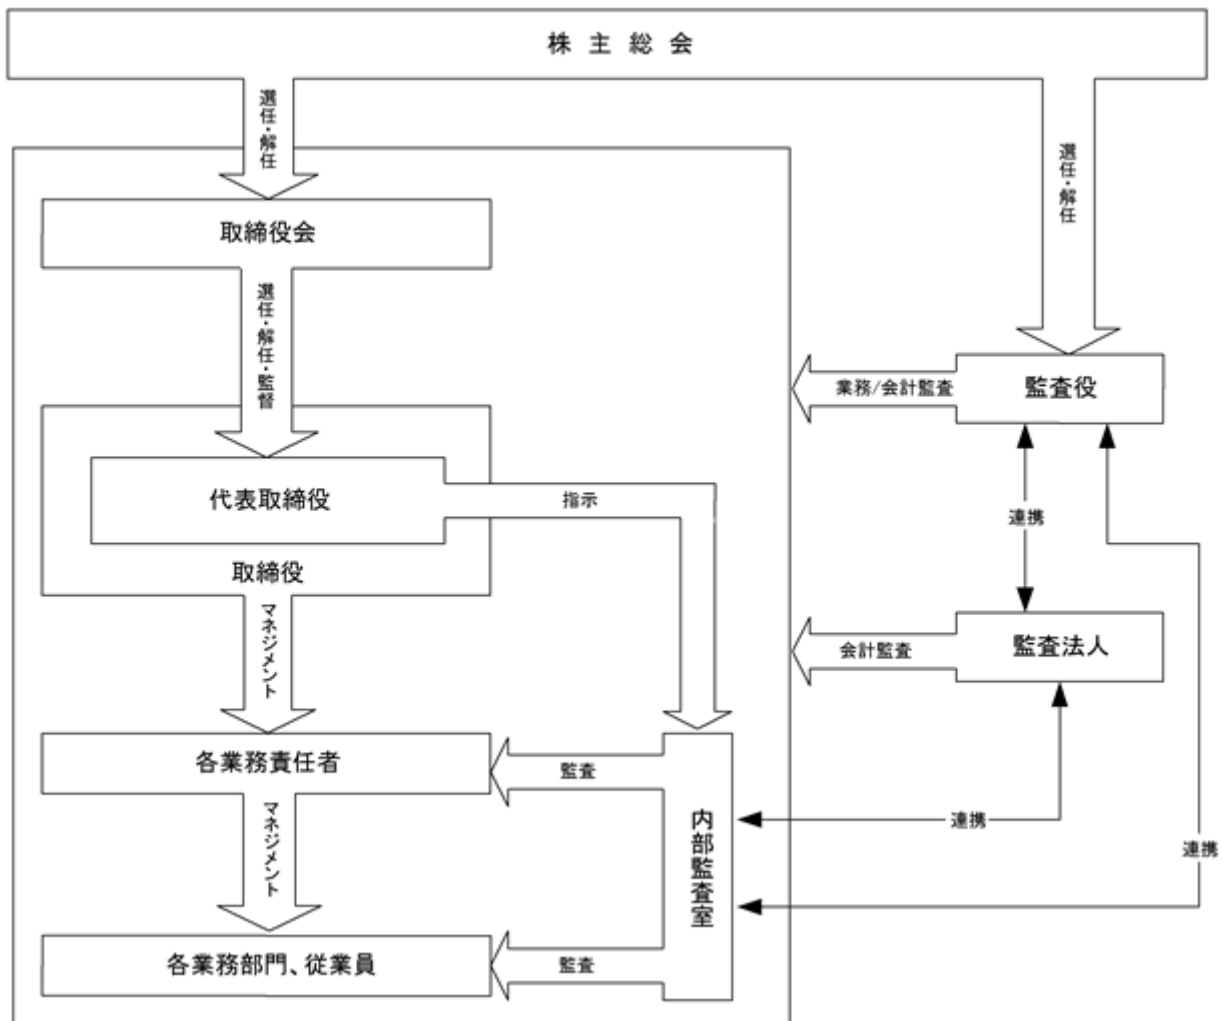 株主総会
選任・解任
選任・解任
取締役会
選任・解任・監督
業務/会計監査
監査役
代表取締役
指示
連携
取締役
マネジメント
会計監査
監査法人
各業務責任者
監査
マネジメント
内部監査室
連携
連携
各業務部門、従業員
監査